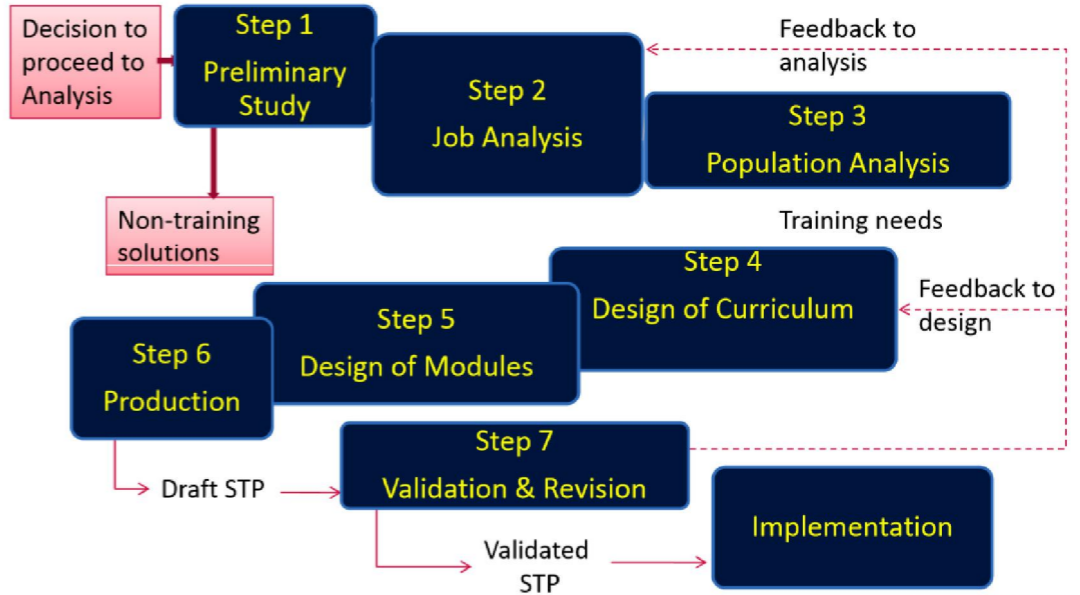 Decision to
proceed to
Analysis
Step 1
Preliminary
Study
Step 2
Job Analysis
Feedback to
analysis
Step 3
Population Analysis
Non-training
solutions
Training needs
Step 4
Design of Curriculum
Feedback to
design
Step 5
Design of Modules
Step 6
Production
Step 7
Validation & Revision
Draft STP
Implementation
Validated
STP